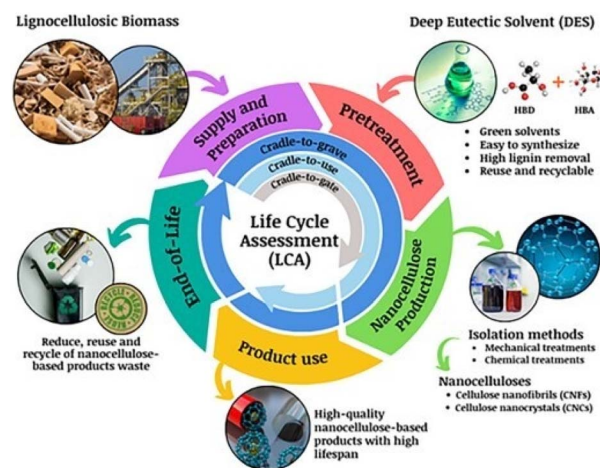 Lignocellulosic Biomass
Deep Eutectic Solvent (DES)
HBD
+
HBA
• Green solvents
• Easy to synthesize
• High lignin removal
• Reuse and recyclable
Supply and
Preparation
Pretreatment
Cradle-to-grave
Cradle-to-use
Cradle-to-gate
Life Cycle
Assessment
(LCA)
End-of-Life
Nanocellulose
Production
Product use
REDUCE
Reduce, reuse and
recycle of nanocellulose-
based products waste
Isolation methods
• Mechanical treatments
• Chemical treatments
Nanocelluloses
• Cellulose nanofibrils (CNFs)
• Cellulose nanocrystals (CNCs)
High-quality
nanocellulose-based
products with high
lifespan